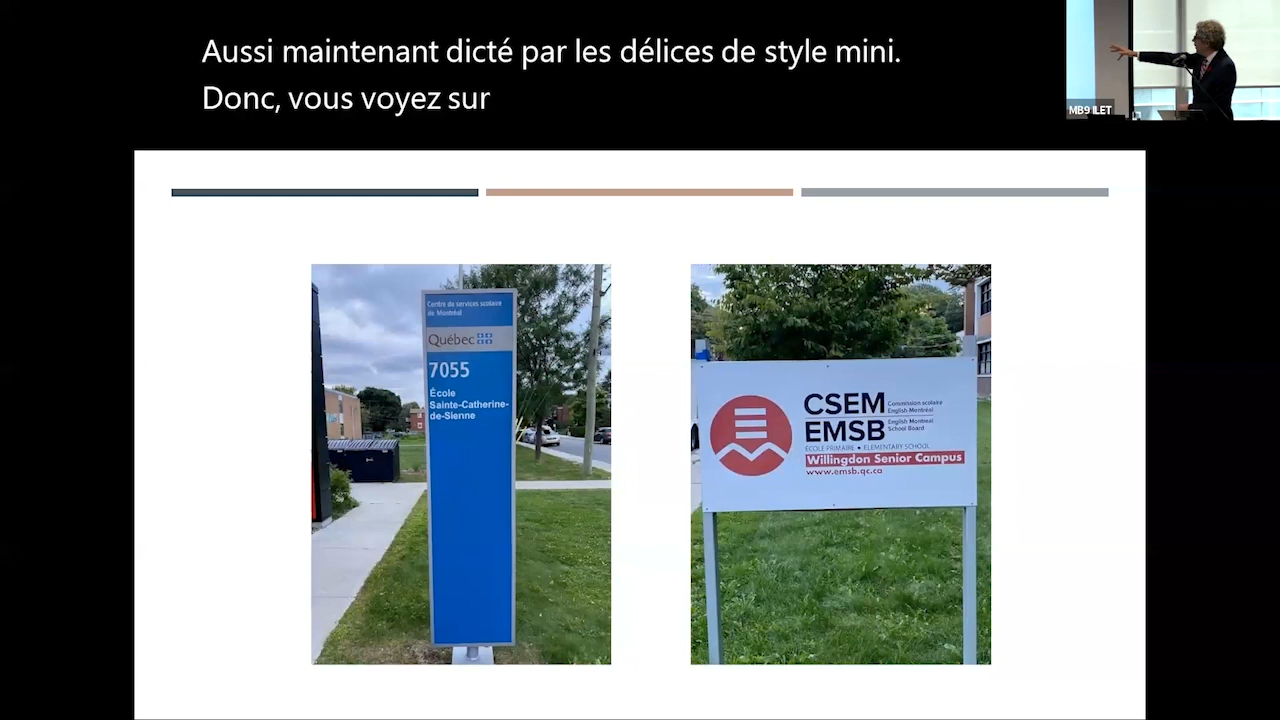 Aussi maintenant dicté par les délices de style mini.
Donc, vous voyez sur
MB9 ILET
Centre de services scolaire
de Montréal
Québec
7055
École
Sainte-Catherine-
de-Sienne
CSEM
Commission scolaire
English-Montréal
EMSB
English Montreal
School Board
ÉCOLE PRIMAIRE • ELEMENTARY SCHOOL
Willingdon Senior Campus
www.emsb.qc.ca